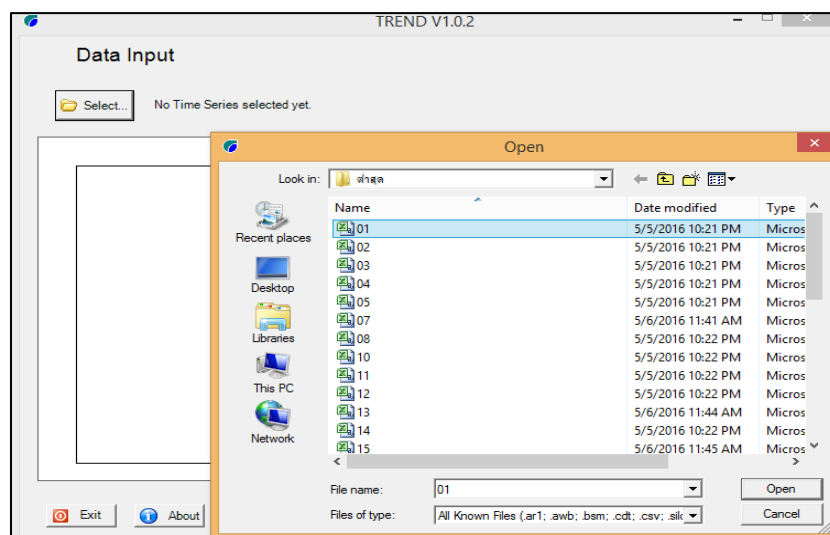 TREND V1.0.2
Data Input
Select... No Time Series selected yet.
Open
Look in: ต่ำสุด
Name Date modified Type
01 5/5/2016 10:21 PM Micros
02 5/5/2016 10:21 PM Micros
03 5/5/2016 10:21 PM Micros
04 5/5/2016 10:21 PM Micros
05 5/5/2016 10:21 PM Micros
07 5/6/2016 11:41 AM Micros
08 5/5/2016 10:22 PM Micros
10 5/5/2016 10:22 PM Micros
11 5/5/2016 10:22 PM Micros
12 5/5/2016 10:22 PM Micros
13 5/6/2016 11:44 AM Micros
14 5/5/2016 10:22 PM Micros
15 5/6/2016 11:45 AM Micros
Recent places
Desktop
Libraries
This PC
Network
File name: 01 Open
Files of type: All Known Files (.ar1; .awb; .bsm; .cdt; .csv; .silo Cancel
Exit About